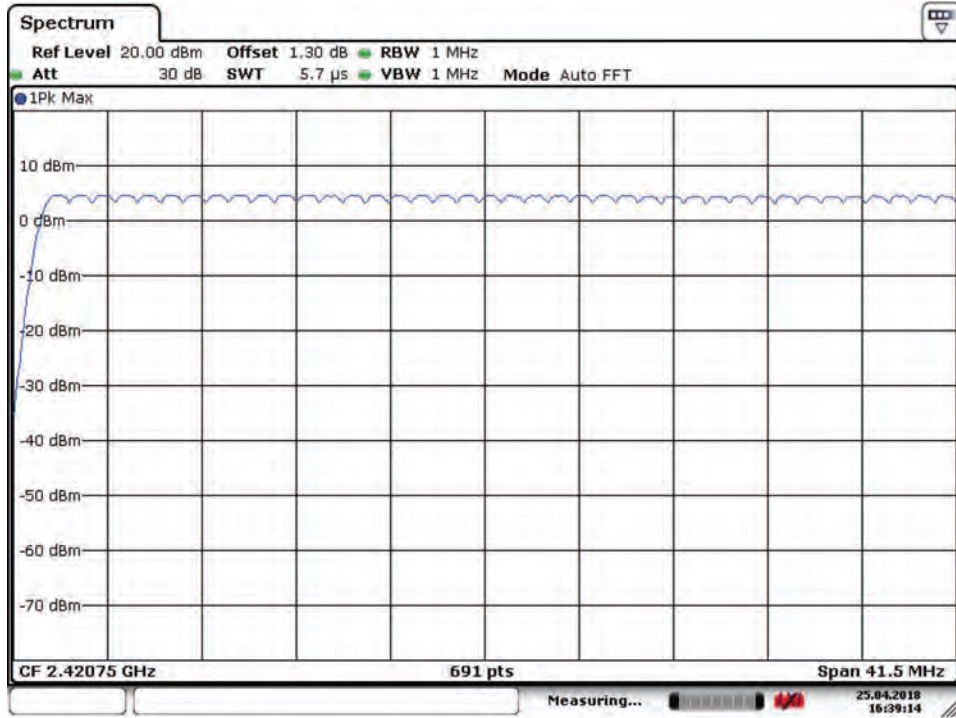 Spectrum
Ref Level 20.00 dBm Offset 1.30 dB RBW 1 MHz
Att 30 dB SWT 5.7 µs VBW 1 MHz Mode Auto FFT
1Pk Max
10 dBm
0 dBm
-10 dBm
-20 dBm
-30 dBm
-40 dBm
-50 dBm
-60 dBm
-70 dBm
CF 2.42075 GHz 691 pts Span 41.5 MHz
Measuring... 25.04.2018
16:39:14